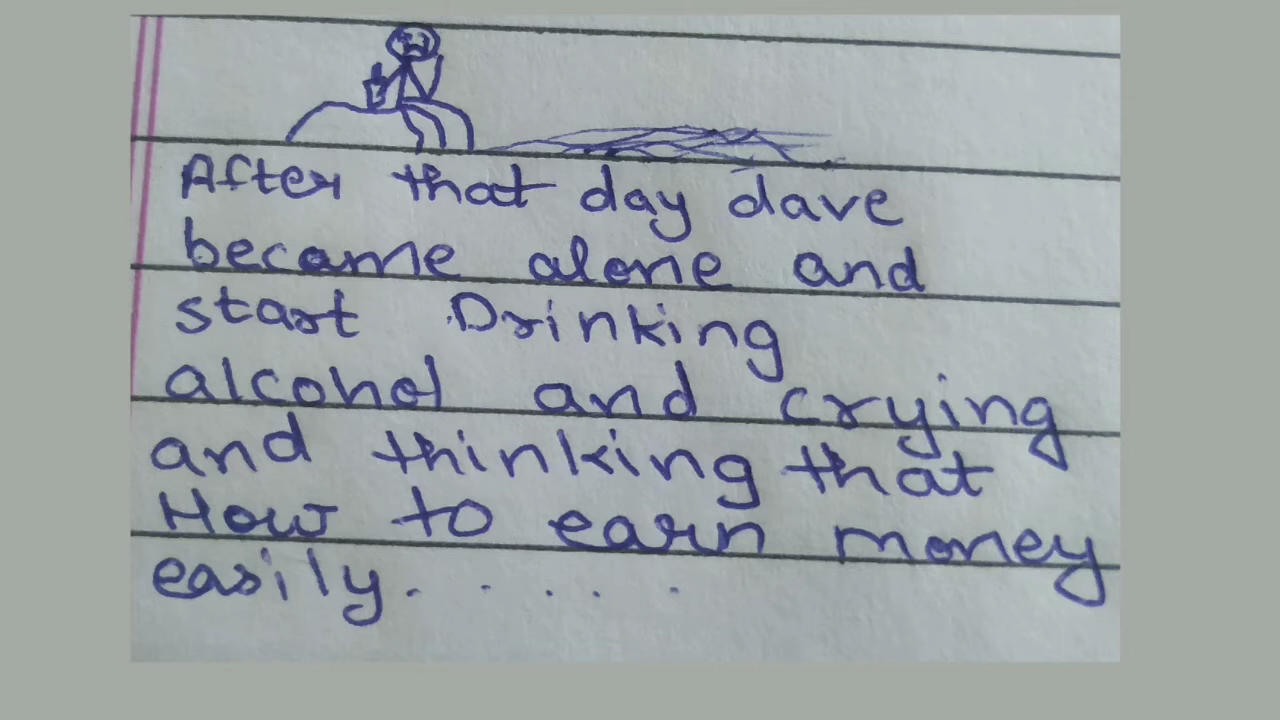 After that day dave
became alone and
start Drinking
alcohol and crying
and thinking that
How to earn money
easily. . . . .